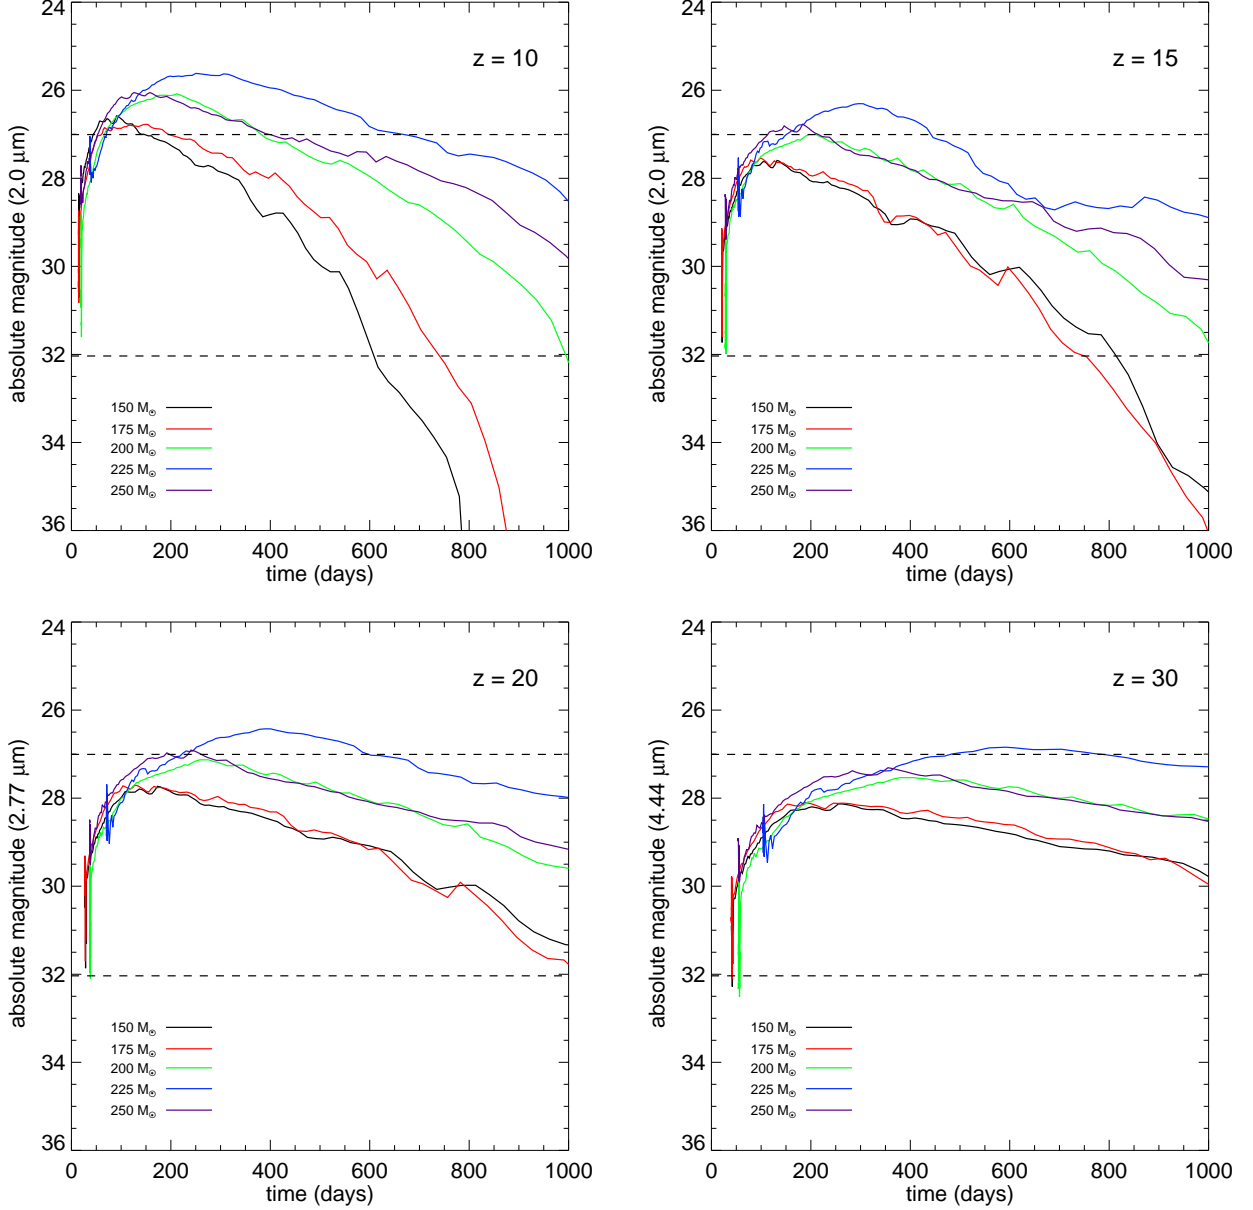 24
26
28
30
32
34
36
absolute magnitude (2.0 µm)
z = 10
150 M☉
175 M☉
200 M☉
225 M☉
250 M☉
0 200 400 600 800 1000
time (days)
24
26
28
30
32
34
36
absolute magnitude (2.0 µm)
z = 15
150 M☉
175 M☉
200 M☉
225 M☉
250 M☉
0 200 400 600 800 1000
time (days)
24
26
28
30
32
34
36
absolute magnitude (2.77 µm)
z = 20
150 M☉
175 M☉
200 M☉
225 M☉
250 M☉
0 200 400 600 800 1000
time (days)
24
26
28
30
32
34
36
absolute magnitude (4.44 µm)
z = 30
150 M☉
175 M☉
200 M☉
225 M☉
250 M☉
0 200 400 600 800 1000
time (days)